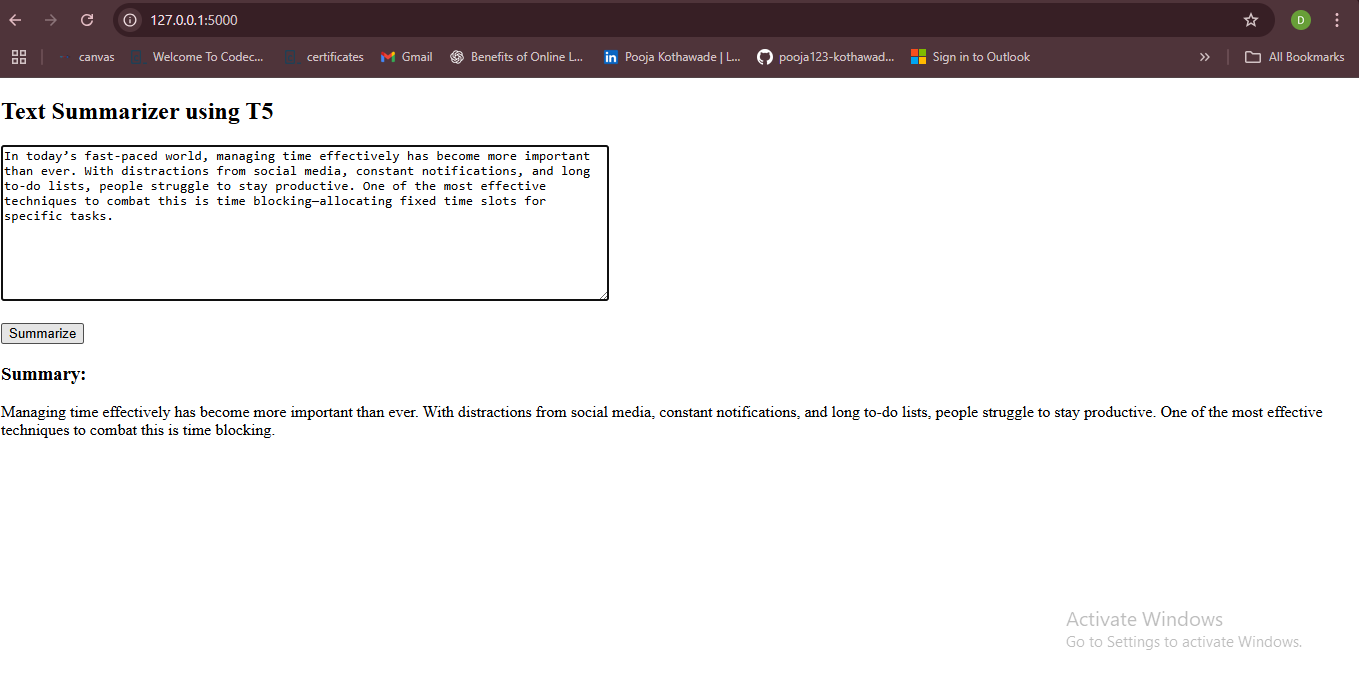 127.0.0.1:5000
canvas Welcome To Codec... certificates Gmail Benefits of Online L... Pooja Kothawade | L... pooja123-kothawad... Sign in to Outlook » All Bookmarks
D
Text Summarizer using T5
In today’s fast-paced world, managing time effectively has become more important
than ever. With distractions from social media, constant notifications, and long
to-do lists, people struggle to stay productive. One of the most effective
techniques to combat this is time blocking—allocating fixed time slots for
specific tasks.
Summarize
Summary:
Managing time effectively has become more important than ever. With distractions from social media, constant notifications, and long to-do lists, people struggle to stay productive. One of the most effective
techniques to combat this is time blocking.
Activate Windows
Go to Settings to activate Windows.